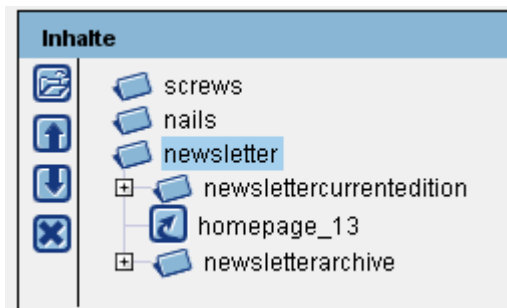 Inhalte
screws
nails
newsletter
newslettercurrentedition
homepage_13
newsletterarchive